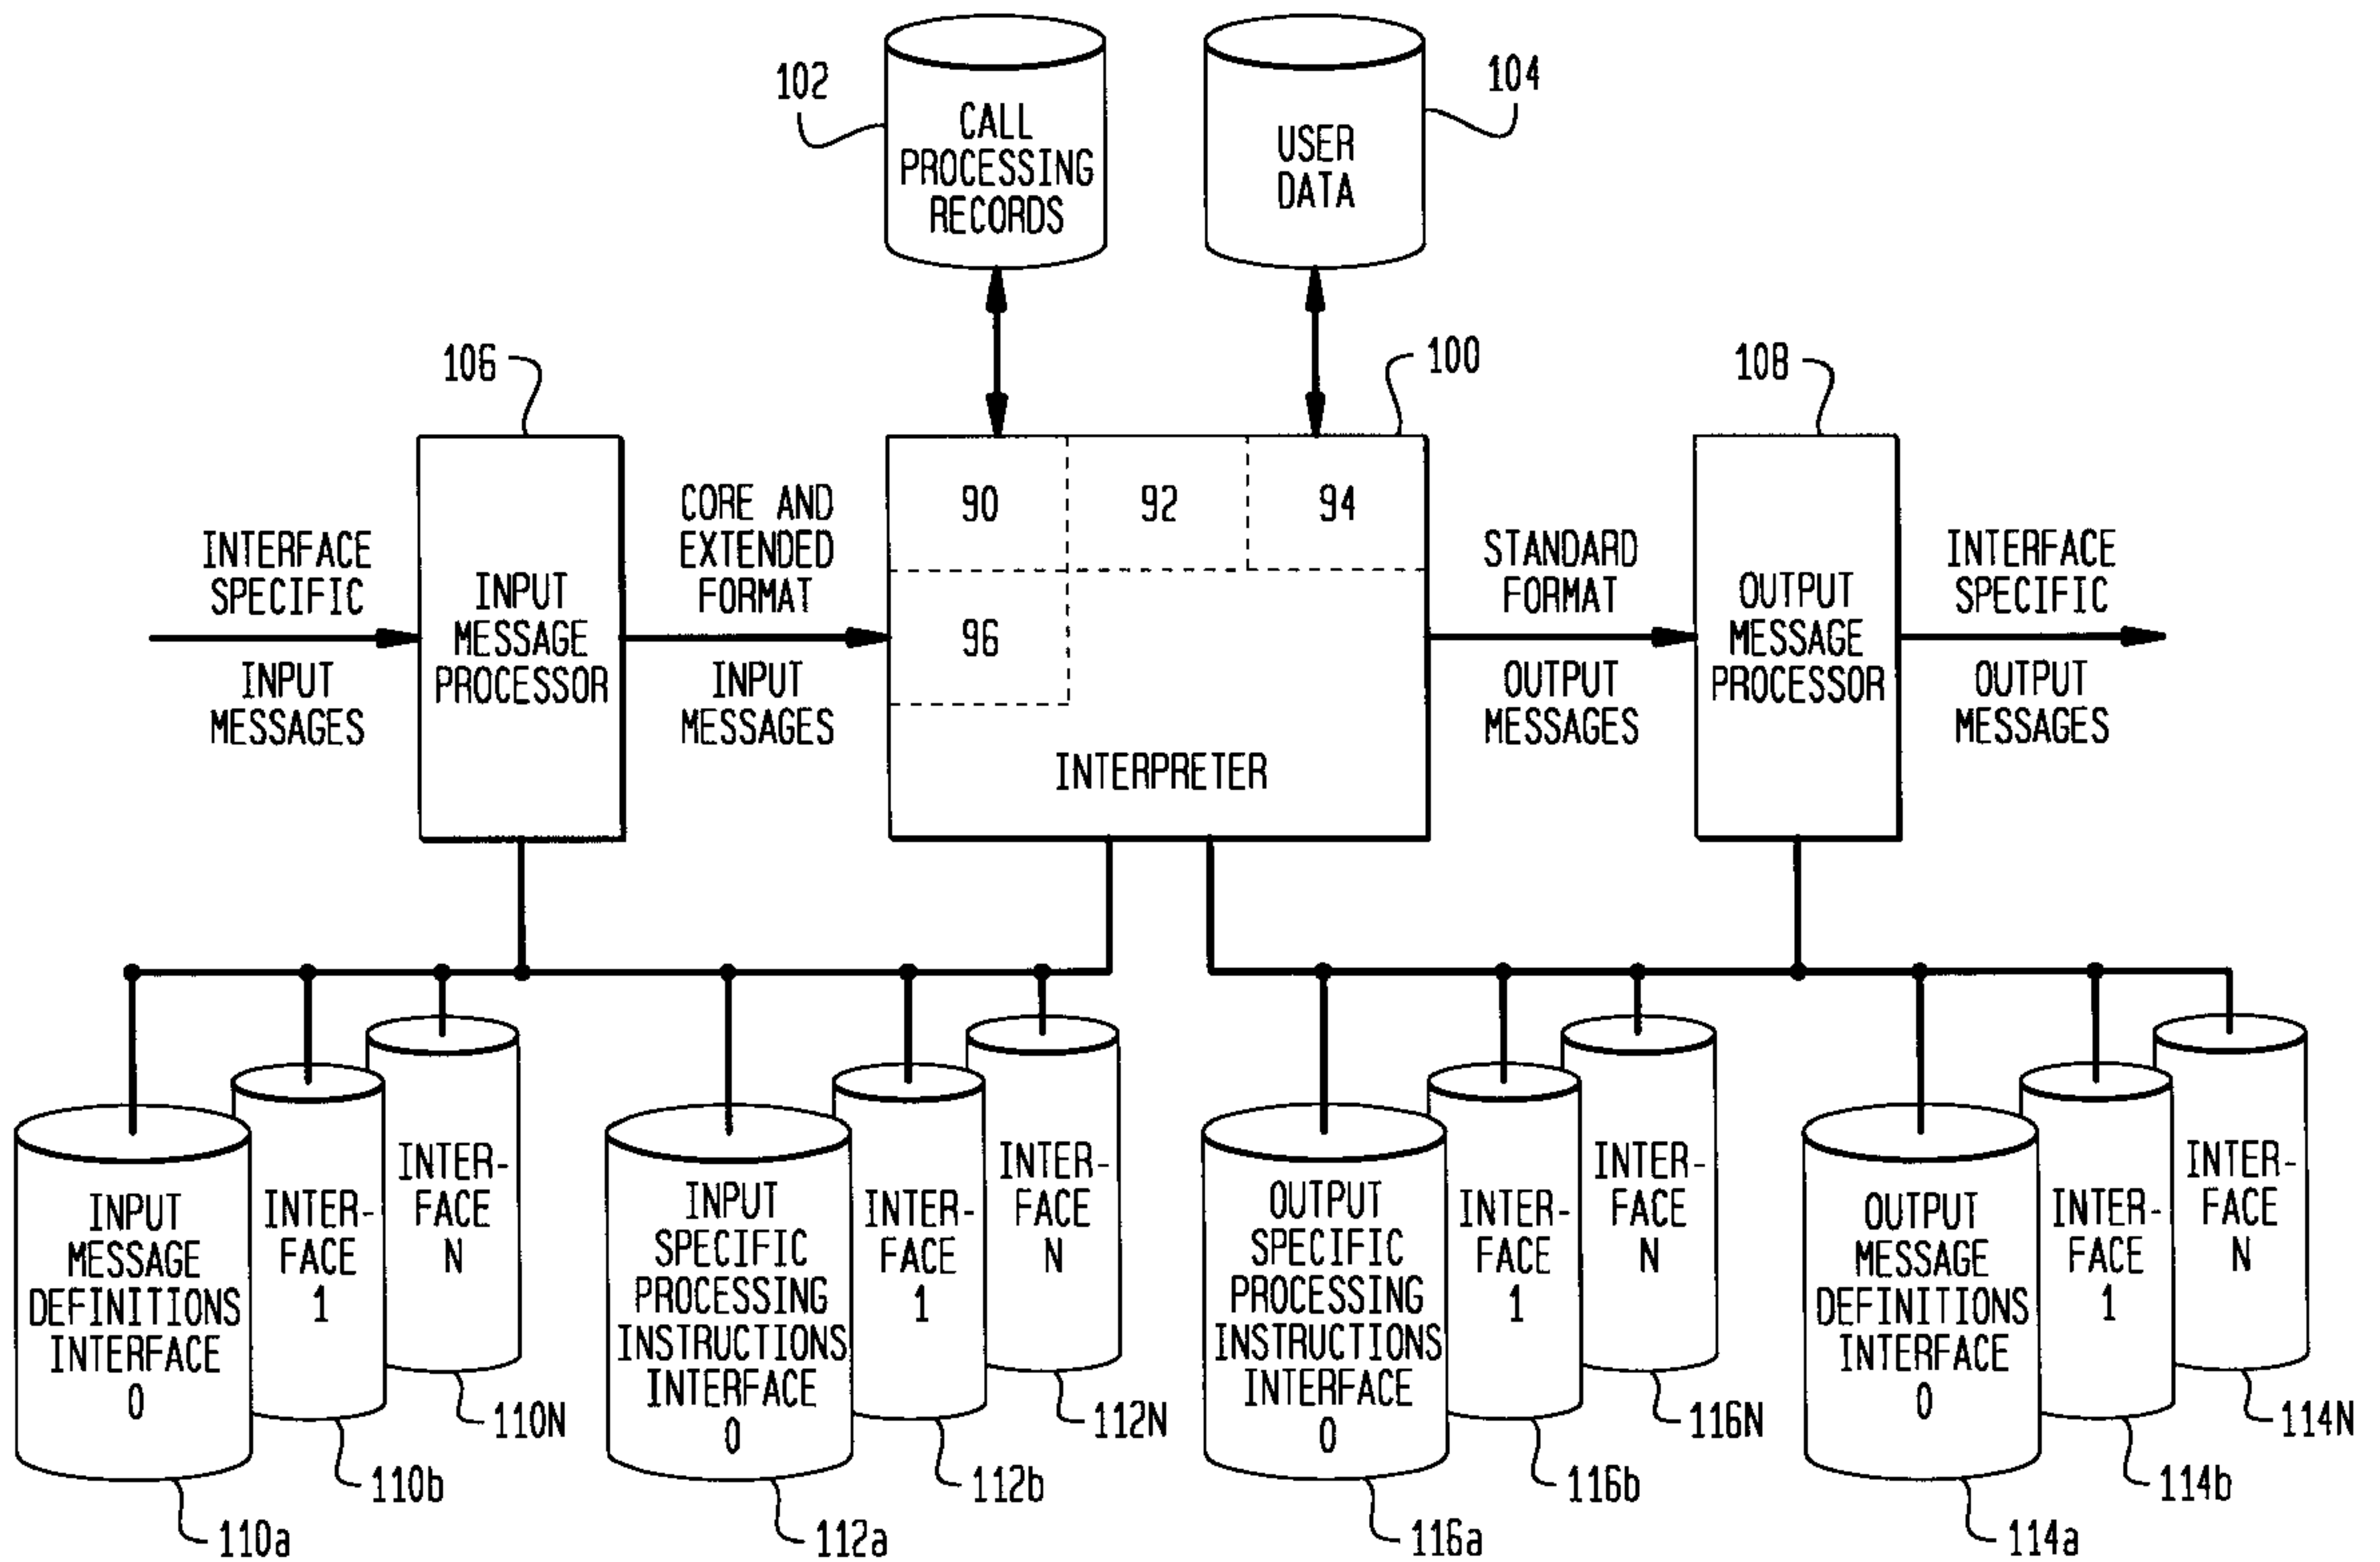 102
CALL
PROCESSING
RECORDS
USER
DATA
104
106
100
108
INTERFACE
SPECIFIC
INPUT
MESSAGES
INPUT
MESSAGE
PROCESSOR
CORE AND
EXTENDED
FORMAT
INPUT
MESSAGES
90
92
94
96
INTERPRETER
STANDARD
FORMAT
OUTPUT
MESSAGES
OUTPUT
MESSAGE
PROCESSOR
INTERFACE
SPECIFIC
OUTPUT
MESSAGES
INPUT
MESSAGE
DEFINITIONS
INTERFACE
0
INTER-
FACE
1
INTER-
FACE
N
110a
110b
110N
INPUT
SPECIFIC
PROCESSING
INSTRUCTIONS
INTERFACE
0
INTER-
FACE
1
INTER-
FACE
N
112a
112b
112N
OUTPUT
SPECIFIC
PROCESSING
INSTRUCTIONS
INTERFACE
0
INTER-
FACE
1
INTER-
FACE
N
116a
116b
116N
OUTPUT
MESSAGE
DEFINITIONS
INTERFACE
0
INTER-
FACE
1
INTER-
FACE
N
114a
114b
114N